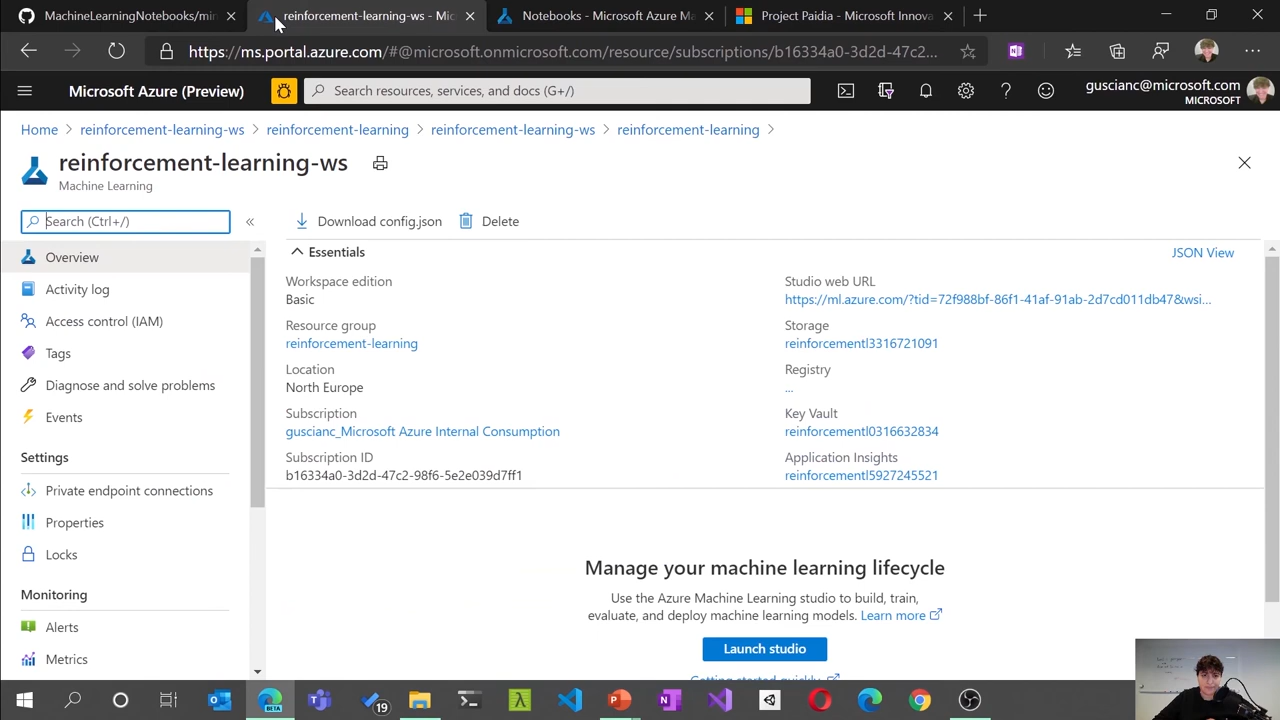 MachineLearningNotebooks/min
reinforcement-learning-ws - Mic
Notebooks - Microsoft Azure Ma
Project Paidia - Microsoft Innova
https://ms.portal.azure.com/#@microsoft.onmicrosoft.com/resource/subscriptions/b16334a0-3d2d-47c2...
Microsoft Azure (Preview)
Search resources, services, and docs (G+/)
guscianc@microsoft.com
MICROSOFT
Home > reinforcement-learning-ws > reinforcement-learning > reinforcement-learning-ws > reinforcement-learning >
reinforcement-learning-ws
Machine Learning
Search (Ctrl+/)
«
Download config.json
Delete
Overview
Activity log
Access control (IAM)
Tags
Diagnose and solve problems
Events
Settings
Private endpoint connections
Properties
Locks
Monitoring
Alerts
Metrics
Essentials
JSON View
Workspace edition
Basic
Resource group
reinforcement-learning
Location
North Europe
Subscription
guscianc_Microsoft Azure Internal Consumption
Subscription ID
b16334a0-3d2d-47c2-98f6-5e2e039d7ff1
Studio web URL
https://ml.azure.com/?tid=72f988bf-86f1-41af-91ab-2d7cd011db47&wsi...
Storage
reinforcementl3316721091
Registry
...
Key Vault
reinforcementl0316632834
Application Insights
reinforcementl5927245521
Manage your machine learning lifecycle
Use the Azure Machine Learning studio to build, train,
evaluate, and deploy machine learning models. Learn more
Launch studio
Getting started quickly
BETA
19